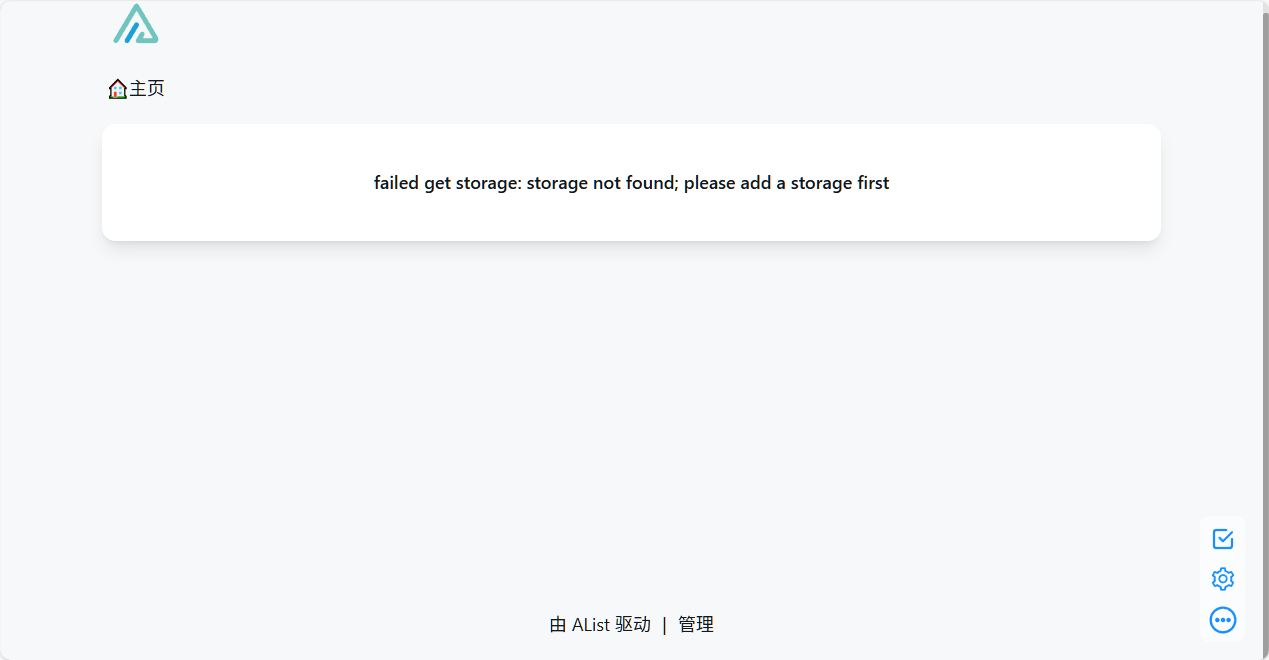 主页
failed get storage: storage not found; please add a storage first
由 AList 驱动 | 管理